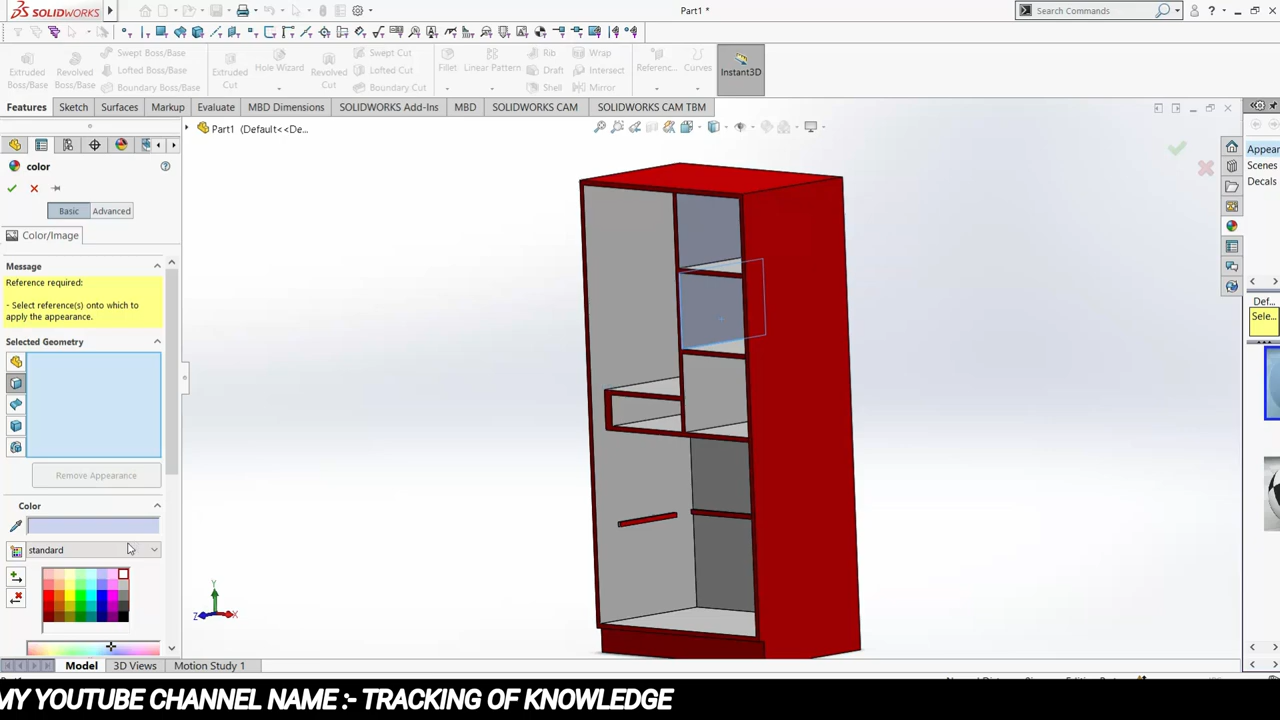 SOLIDWORKS
Part1 *
Search Commands
Extruded Boss/Base
Revolved Boss/Base
Swept Boss/Base
Lofted Boss/Base
Boundary Boss/Base
Extruded Cut
Hole Wizard
Revolved Cut
Swept Cut
Lofted Cut
Boundary Cut
Fillet
Linear Pattern
Rib
Draft
Shell
Wrap
Intersect
Mirror
Referenc...
Curves
Instant3D
Features Sketch Surfaces Markup Evaluate MBD Dimensions SOLIDWORKS Add-Ins MBD SOLIDWORKS CAM SOLIDWORKS CAM TBM
Part1 (Default<<De...
color
Basic Advanced
Color/Image
Message
Reference required:
- Select reference(s) onto which to
apply the appearance.
Selected Geometry
Remove Appearance
Color
standard
Y
Z X
Appear
Scenes
Decals
Def...
Sele...
Model 3D Views Motion Study 1
MY YOUTUBE CHANNEL NAME :- TRACKING OF KNOWLEDGE